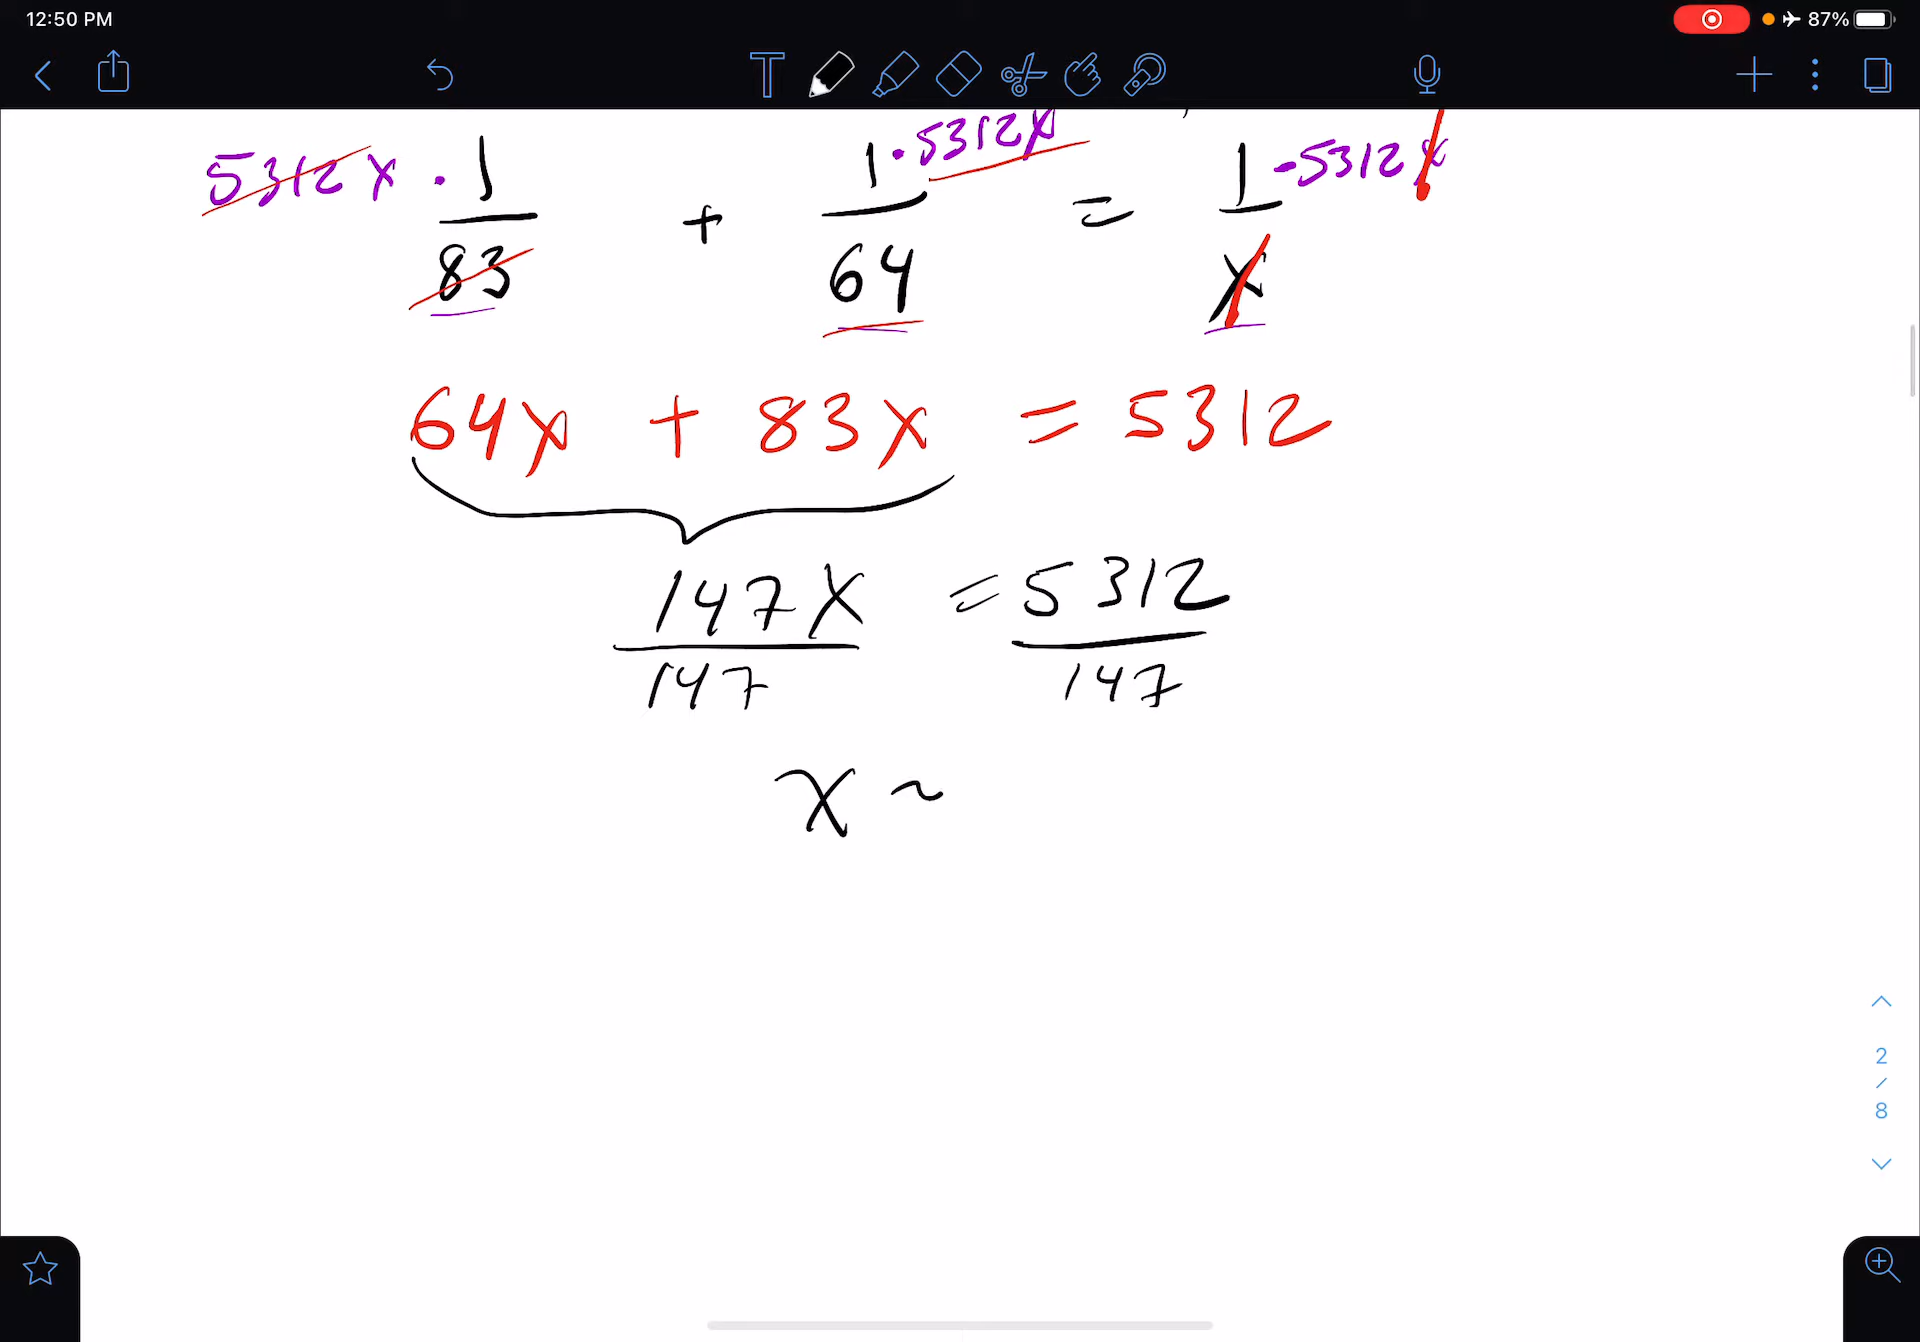 12:50 PM
87%
5312x · 1/83 + 1 · 5312x/64 = 1 · 5312x/x
64x + 83x = 5312
147x/147 = 5312/147
x ~
2
/
8